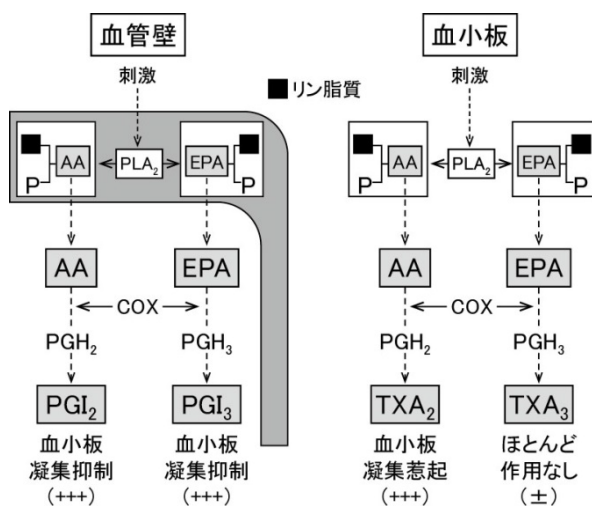 血管壁
刺激
AA
P
PLA₂
EPA
P
AA
EPA
COX
PGH₂
PGH₃
PGI₂
PGI₃
血小板
凝集抑制
(+++)
血小板
凝集抑制
(+++)
リン脂質
血小板
刺激
AA
P
PLA₂
EPA
P
AA
EPA
COX
PGH₂
PGH₃
TXA₂
TXA₃
血小板
凝集惹起
(+++)
ほとんど
作用なし
(±)